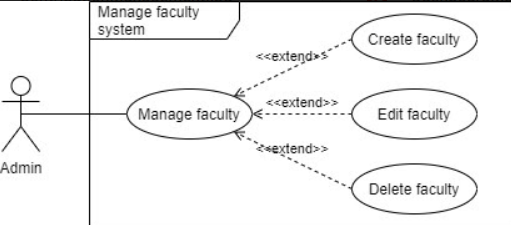 Manage faculty
system
Create faculty
<<extend>>
Manage faculty
<<extend>>
Edit faculty
<<extend>>
Admin
Delete faculty